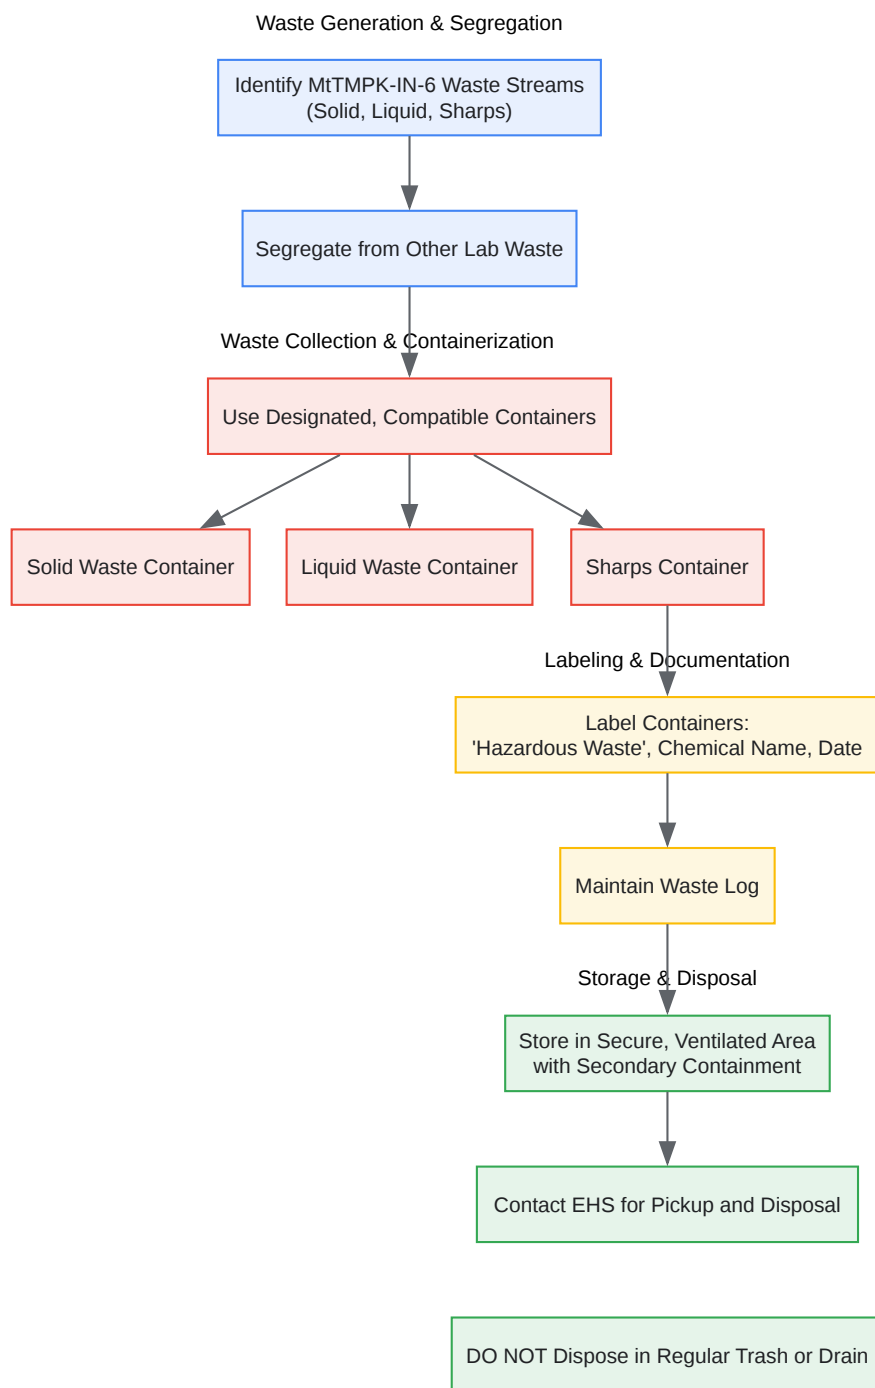 Waste Generation & Segregation
Identify MtTMPK-IN-6 Waste Streams
(Solid, Liquid, Sharps)
Segregate from Other Lab Waste
Waste Collection & Containerization
Use Designated, Compatible Containers
Solid Waste Container
Liquid Waste Container
Sharps Container
Labeling & Documentation
Label Containers:
'Hazardous Waste', Chemical Name, Date
Maintain Waste Log
Storage & Disposal
Store in Secure, Ventilated Area
with Secondary Containment
Contact EHS for Pickup and Disposal
DO NOT Dispose in Regular Trash or Drain